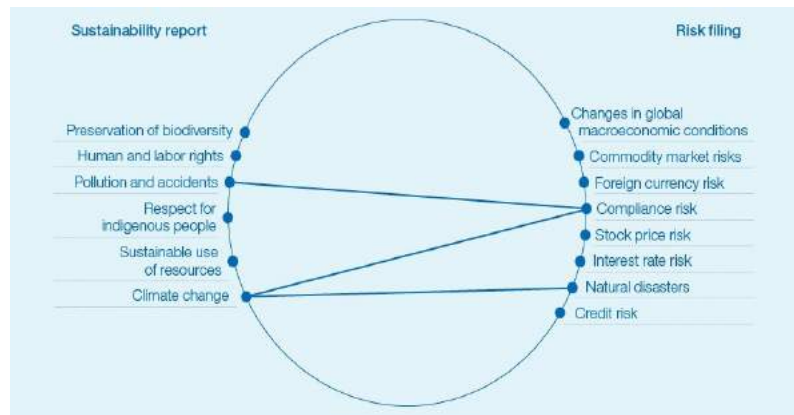 Sustainability report
Risk filing
Preservation of biodiversity
Human and labor rights
Pollution and accidents
Respect for
indigenous people
Sustainable use
of resources
Climate change
Changes in global
macroeconomic conditions
Commodity market risks
Foreign currency risk
Compliance risk
Stock price risk
Interest rate risk
Natural disasters
Credit risk